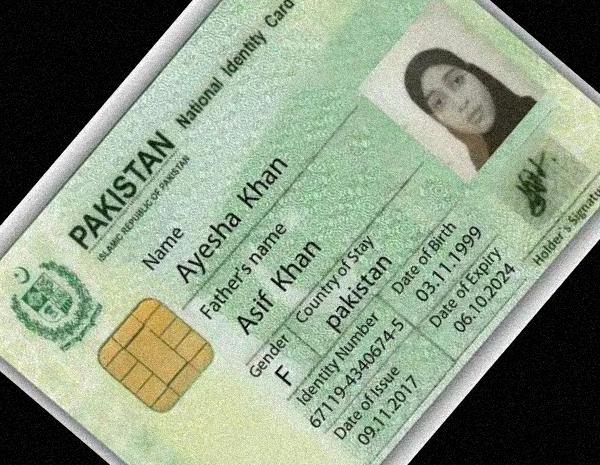 PAKISTAN National Identity Card
ISLAMIC REPUBLIC OF PAKISTAN
Name
Ayesha Khan
Father's name
Asif Khan
Gender
F
Country of Stay
pakistan
Identity Number
67119-4340674-5
Date of Birth
03.11.1999
Date of Issue
09.11.2017
Date of Expiry
06.10.2024
Holder's Signatu